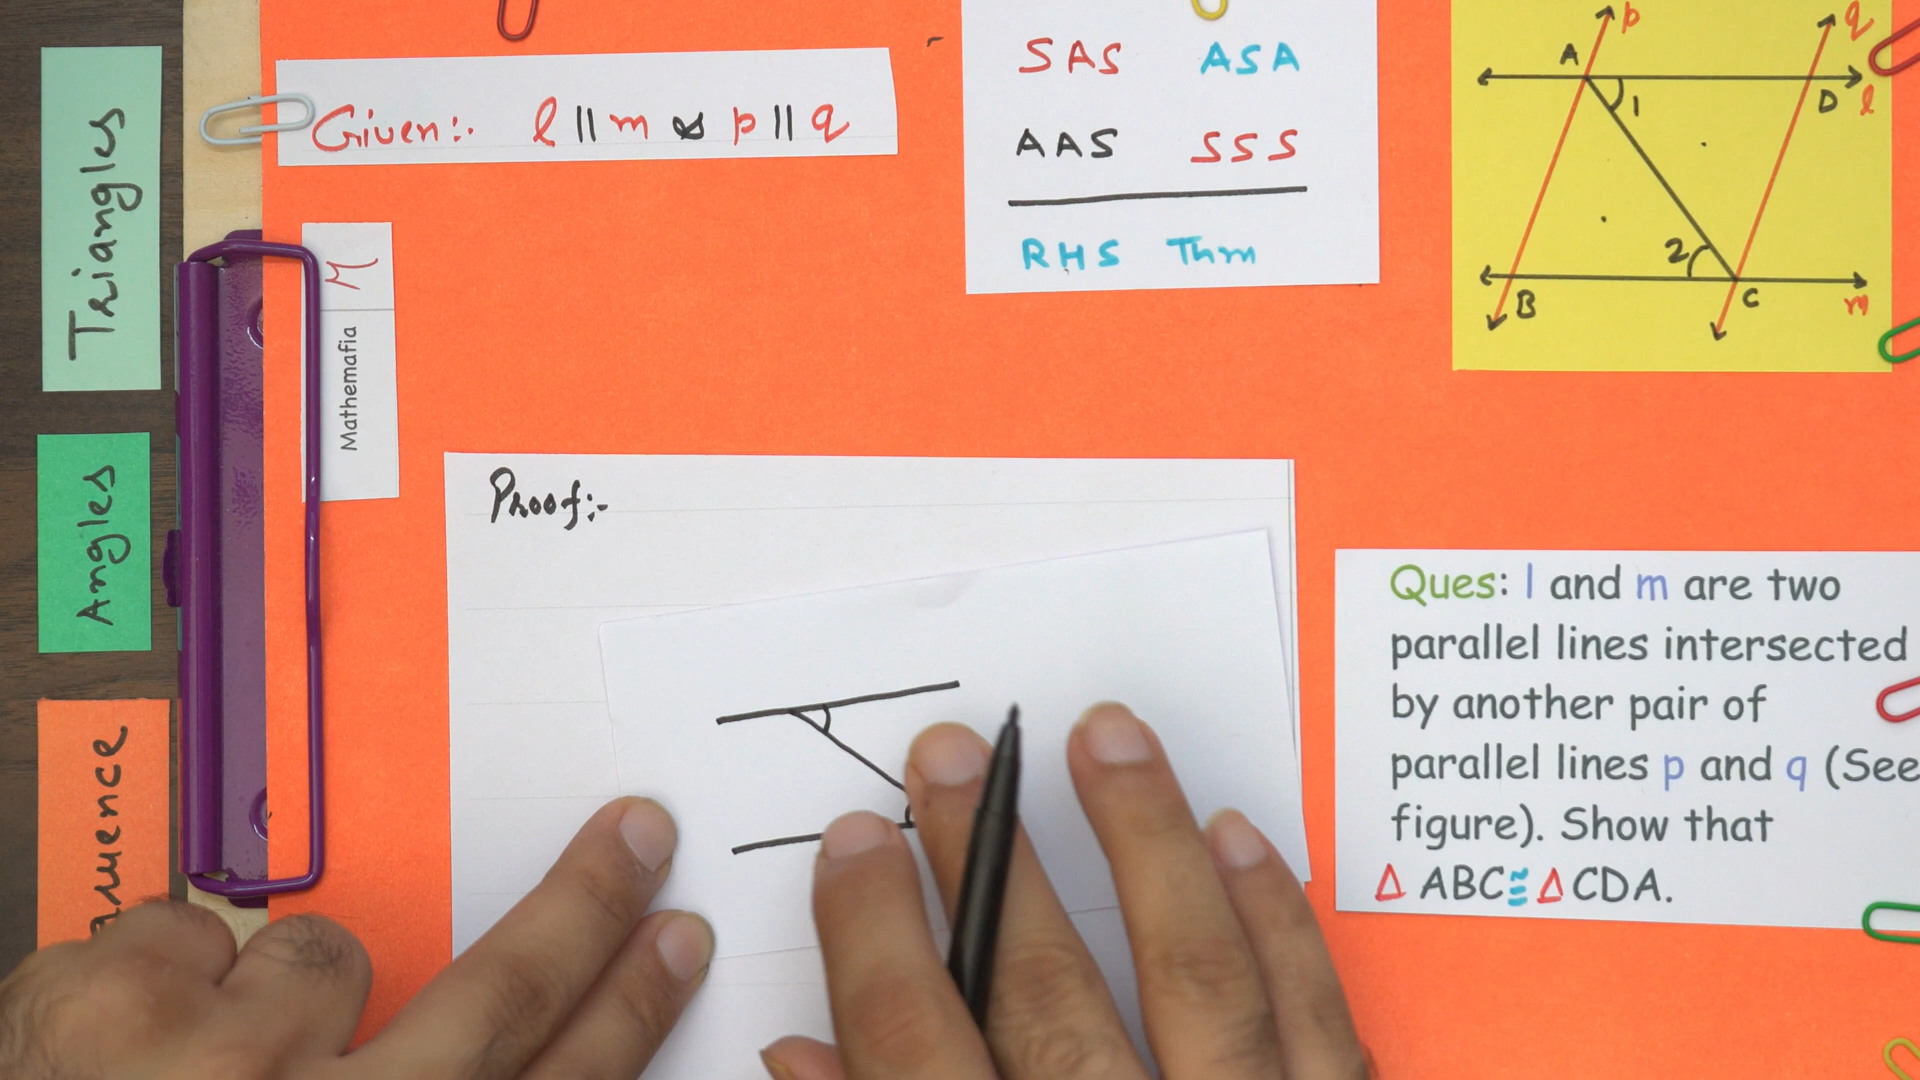 Triangles
Angles
Given:. l || m & p || q
M
Mathemafia
SAS ASA
AAS SSS
RHS Thm
p q
A
1 D l
2
B C m
Proof:-
Ques: l and m are two
parallel lines intersected
by another pair of
parallel lines p and q (See
figure). Show that
Δ ABC ≅ Δ CDA.